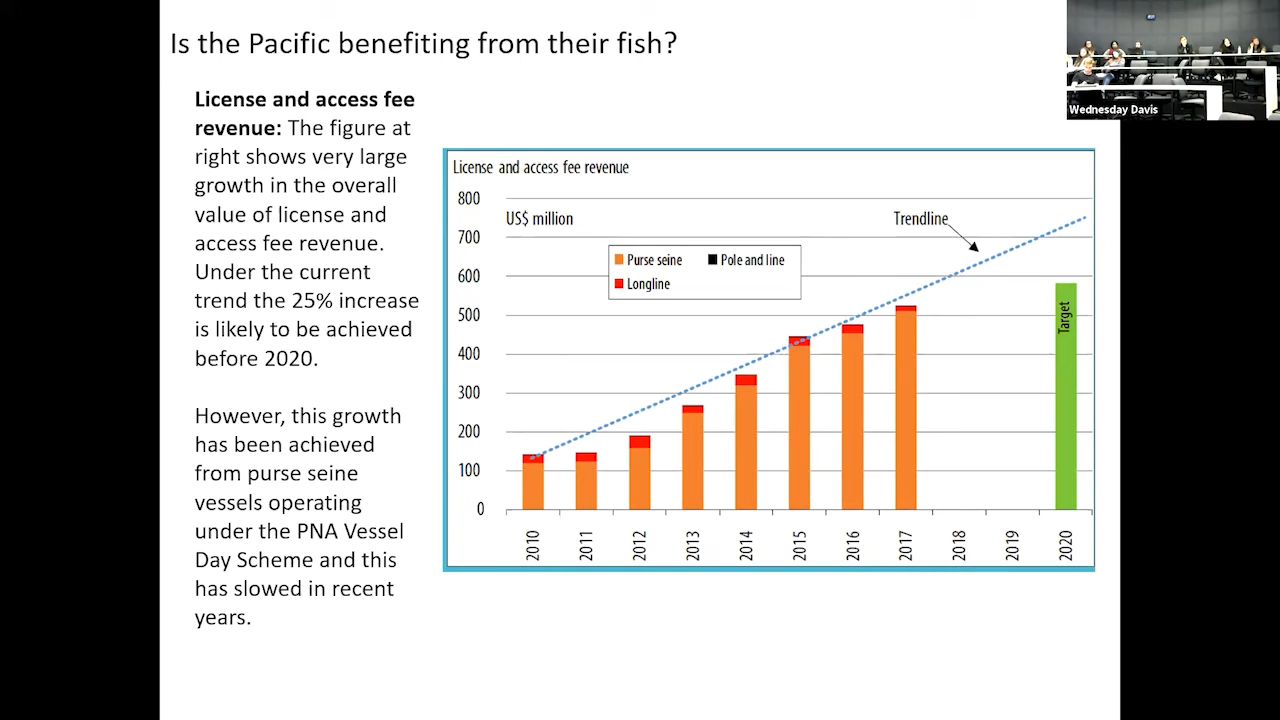 Is the Pacific benefiting from their fish?
License and access fee
revenue: The figure at
right shows very large
growth in the overall
value of license and
access fee revenue.
Under the current
trend the 25% increase
is likely to be achieved
before 2020.
However, this growth
has been achieved
from purse seine
vessels operating
under the PNA Vessel
Day Scheme and this
has slowed in recent
years.
License and access fee revenue
800
700
600
500
400
300
200
100
0
US$ million
Trendline
Purse seine
Pole and line
Longline
Target
2010
2011
2012
2013
2014
2015
2016
2017
2018
2019
2020
Wednesday Davis